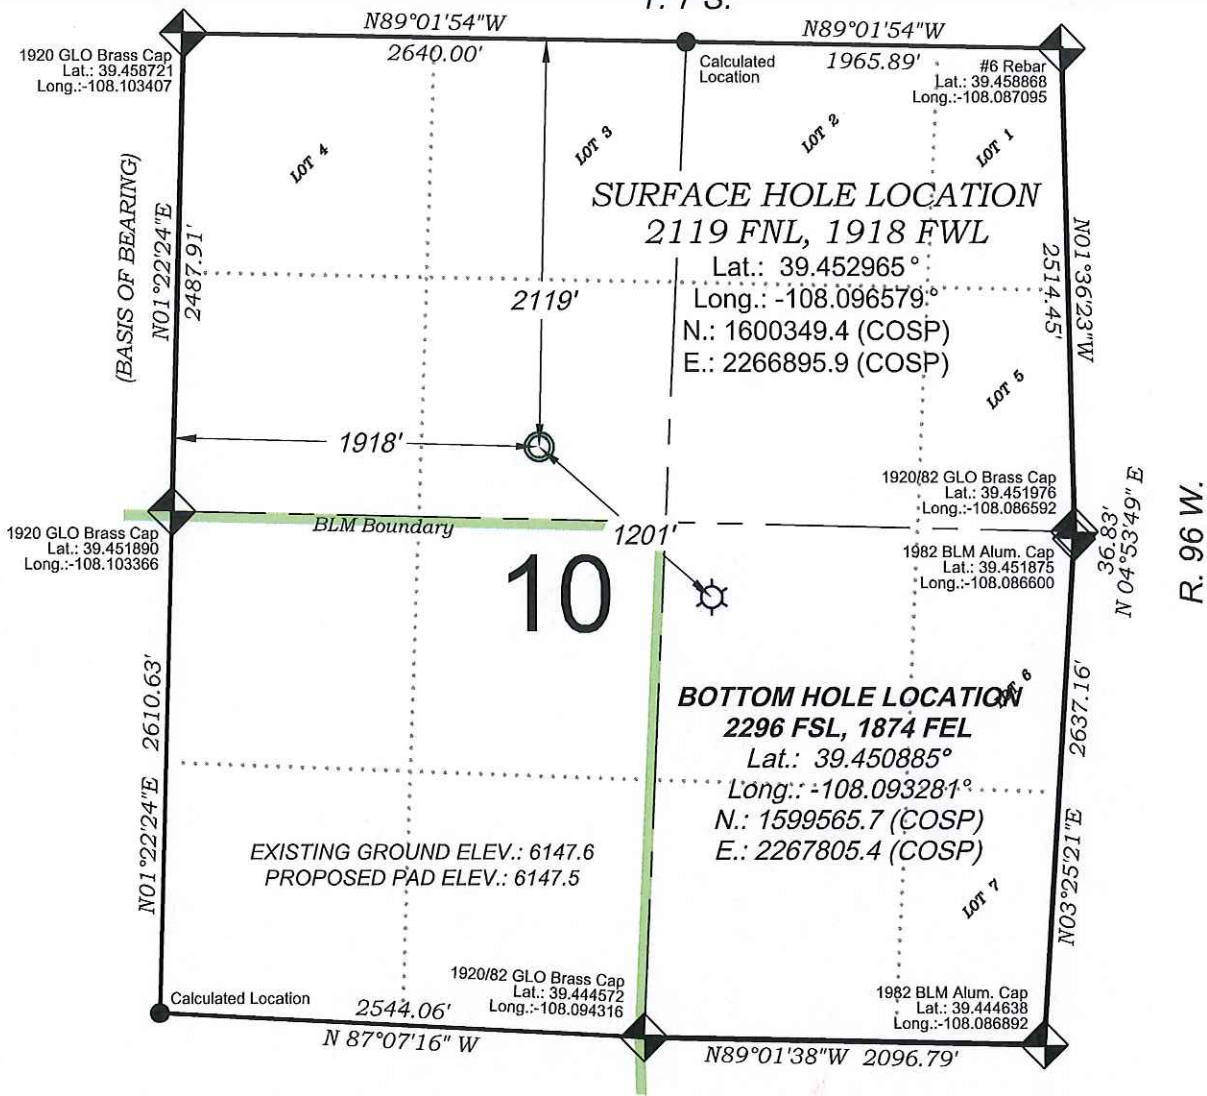 T. 7 S.
N89°01'54"W
2640.00'
N89°01'54"W
1965.89'
1920 GLO Brass Cap
Lat.: 39.458721
Long.:-108.103407
Calculated
Location
#6 Rebar
Lat.: 39.458868
Long.:-108.087095
LOT 4
LOT 3
LOT 2
LOT 1
(BASIS OF BEARING)
N01°22'24"E
2487.91'
SURFACE HOLE LOCATION
2119 FNL, 1918 FWL
Lat.: 39.452965°
Long.: -108.096579°
N.: 1600349.4 (COSP)
E.: 2266895.9 (COSP)
N01°36'23"W
2514.45'
2119'
LOT 5
1918'
1920/82 GLO Brass Cap
Lat.: 39.451976
Long.:-108.086592
36.83'
N 04°53'49" E
R. 96 W.
1920 GLO Brass Cap
Lat.: 39.451890
Long.:-108.103366
BLM Boundary
1201'
1982 BLM Alum. Cap
Lat.: 39.451875
Long.:-108.086600
10
N01°22'24"E 2610.63'
BOTTOM HOLE LOCATION
2296 FSL, 1874 FEL
Lat.: 39.450885°
Long.: -108.093281°
N.: 1599565.7 (COSP)
E.: 2267805.4 (COSP)
LOT 6
2637.16'
N03°25'21"E
EXISTING GROUND ELEV.: 6147.6
PROPOSED PAD ELEV.: 6147.5
LOT 7
1920/82 GLO Brass Cap
Lat.: 39.444572
Long.:-108.094316
1982 BLM Alum. Cap
Lat.: 39.444638
Long.:-108.086892
Calculated Location
2544.06'
N 87°07'16" W
N89°01'38"W 2096.79'